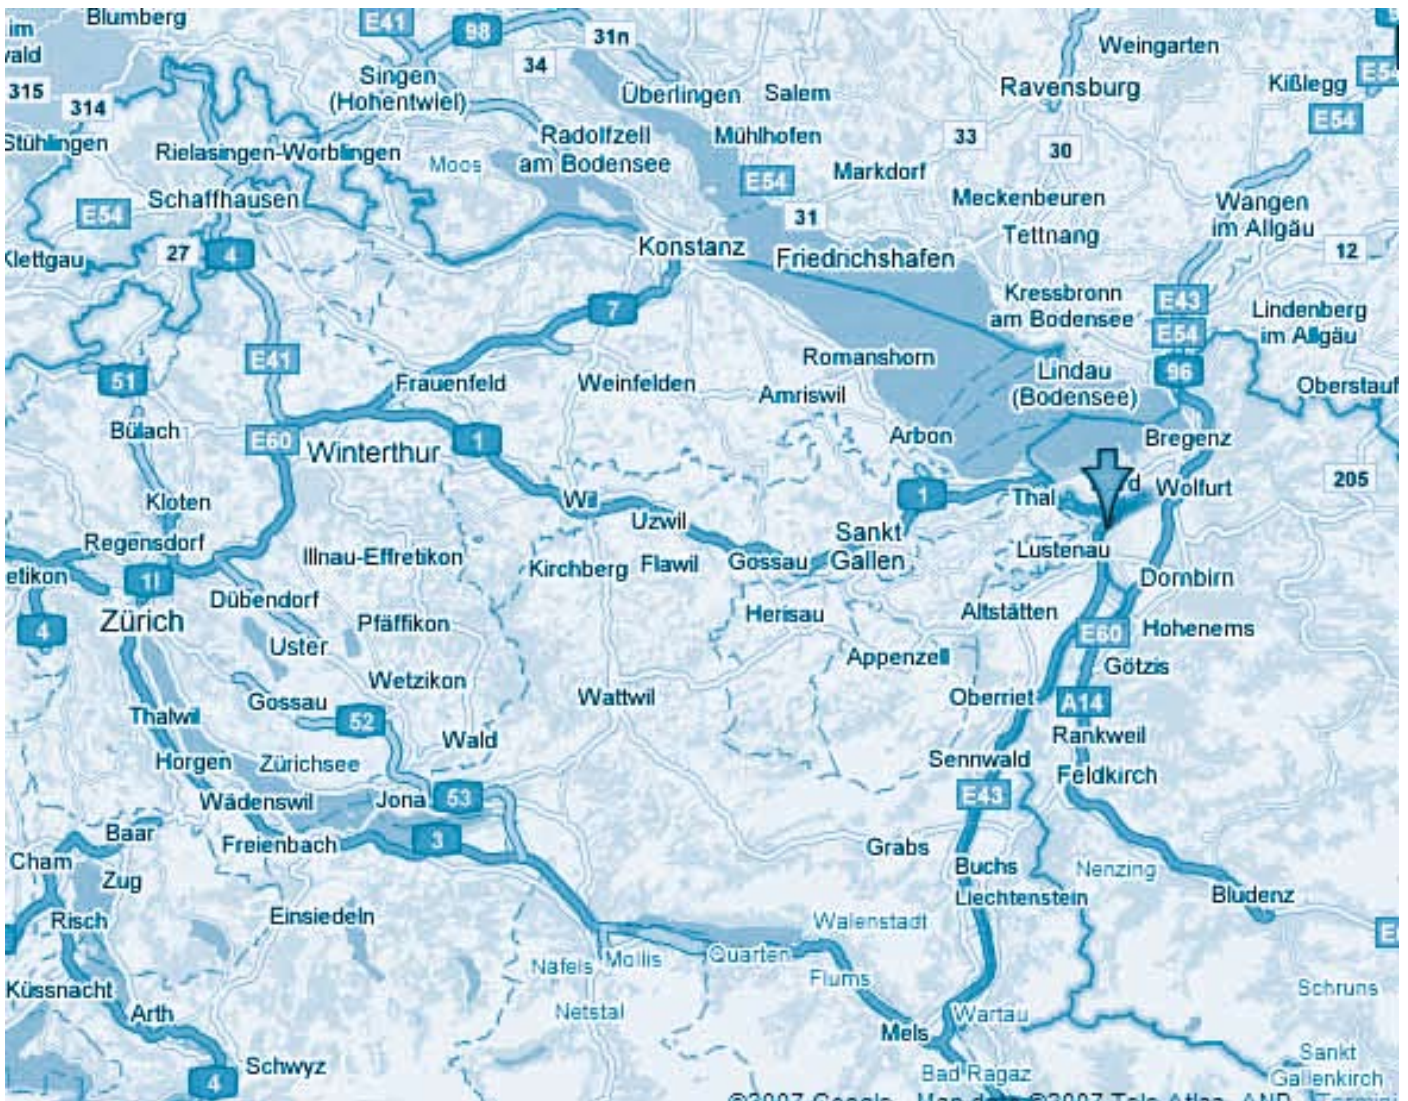 Blumberg
E41
98
31n
im
vald
Weingarten
34
Singen
(Hohentwiel)
E54
315
314
Überlingen
Salem
Ravensburg
Kißlegg
E54
Stühlingen
Rielasingen-Worblingen
Moos
Radolfzell
am Bodensee
Mühlhofen
33
30
E54
Markdorf
Schaffhausen
E54
31
Meckenbeuren
Wangen
im Allgäu
Tettnang
27
4
Klettgau
Konstanz
Friedrichshafen
12
7
Kressbronn
am Bodensee
E43
E54
Lindenberg
im Allgäu
E41
51
Romanshorn
Lindau
(Bodensee)
96
Frauenfeld
Weinfelden
Amriswil
Oberstauf
Bülach
E60
Winterthur
1
Arbon
Bregenz
Kloten
Wil
Uzwil
1
Thal
rd
Wolfurt
205
Sankt
Gallen
Regensdorf
Illnau-Effretikon
Kirchberg
Flawil
Gossau
Lustenau
etikon
1l
Dübendorf
Dornbirn
4
Zürich
Pfäffikon
Herisau
Altstätten
E60
Hohenems
Uster
Appenzell
Götzis
Wetzikon
Gossau
Wattwil
Oberriet
A14
Thalwil
52
Wald
Rankweil
Horgen
Zürichsee
Sennwald
Feldkirch
Wädenswil
Jona
53
E43
Baar
Freienbach
3
Grabs
Cham
Zug
Buchs
Nenzing
Liechtenstein
Bludenz
Risch
Einsiedeln
Walenstadt
Näfels
Mollis
Quarten
Flums
Küssnacht
Netstal
Schruns
Arth
Mels
Wartau
Schwyz
4
Bad Ragaz
Sankt
Gallenkirch